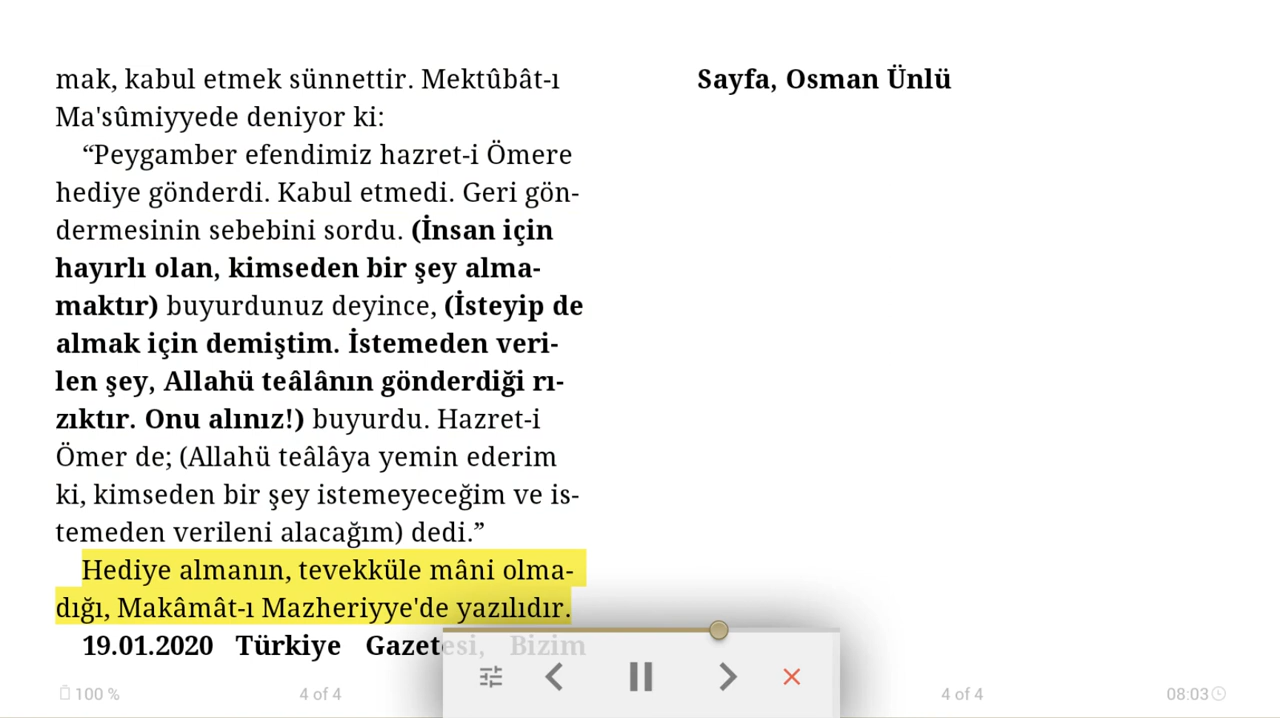 mak, kabul etmek sünnettir. Mektûbât-ı
Ma'sûmiyyede deniyor ki:
“Peygamber efendimiz hazret-i Ömere
hediye gönderdi. Kabul etmedi. Geri gön-
dermesinin sebebini sordu. (İnsan için
hayırlı olan, kimseden bir şey alma-
maktır) buyurdunuz deyince, (İsteyip de
almak için demiştim. İstemeden veri-
len şey, Allahü teâlânın gönderdiği rı-
zıktır. Onu alınız!) buyurdu. Hazret-i
Ömer de; (Allahü teâlâya yemin ederim
ki, kimseden bir şey istemeyeceğim ve is-
temeden verileni alacağım) dedi.”
Hediye almanın, tevekküle mâni olma-
dığı, Makâmât-ı Mazheriyye'de yazılıdır.
19.01.2020 Türkiye Gazetesi, Bizim
Sayfa, Osman Ünlü
100 %
4 of 4
4 of 4
08:03